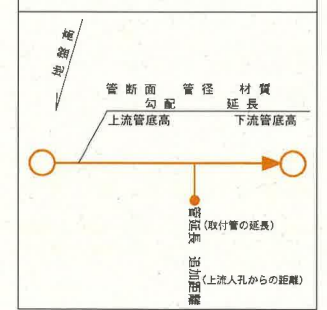 地盤高
管断面 管径 材質
勾配 延長
上流管底高 下流管底高
管延長 (取付管の延長)
追加距離 (上流人孔からの距離)